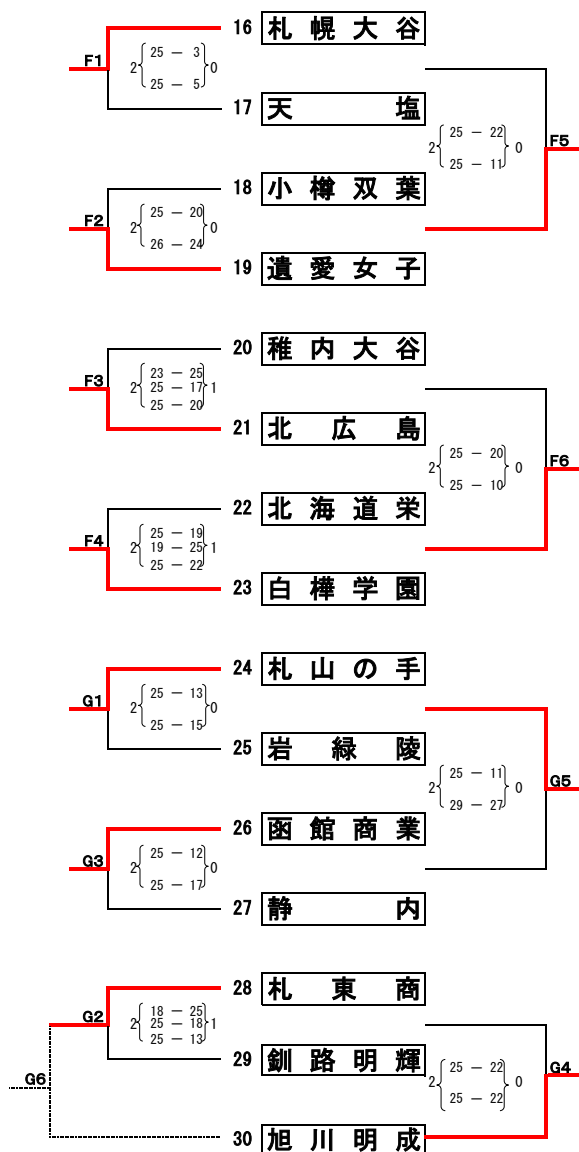 16 札幌大谷
F1 2 25 － 3 0
25 － 5
17 天塩
2 25 － 22 0 F5
25 － 11
18 小樽双葉
F2 2 25 － 20 0
26 － 24
19 遺愛女子
20 稚内大谷
F3 2 23 － 25 1
25 － 17
25 － 20
21 北広島
2 25 － 20 0 F6
25 － 10
22 北海道栄
F4 2 25 － 19 1
19 － 25
25 － 22
23 白樺学園
24 札山の手
G1 2 25 － 13 0
25 － 15
25 岩緑陵
2 25 － 11 0 G5
29 － 27
26 函館商業
G3 2 25 － 12 0
25 － 17
27 静内
28 札東商
G2 2 18 － 25 1
25 － 18
25 － 13
29 釧路明輝
G6
2 25 － 22 0 G4
25 － 22
30 旭川明成